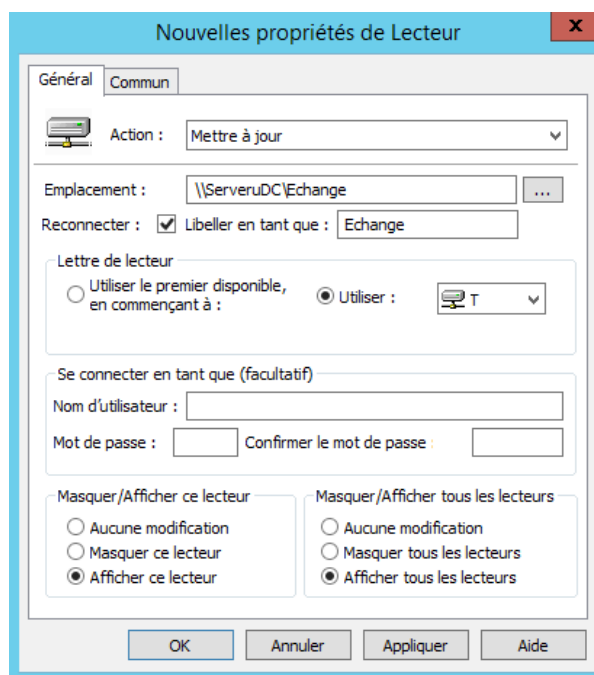 Nouvelles propriétés de Lecteur
x
Général Commun
Action : Mettre à jour
Emplacement : \\ServeruDC\Echange ...
Reconnecter : Libeller en tant que : Echange
Lettre de lecteur
Utiliser le premier disponible,
en commençant à :
Utiliser : T
Se connecter en tant que (facultatif)
Nom d'utilisateur :
Mot de passe : Confirmer le mot de passe :
Masquer/Afficher ce lecteur
Aucune modification
Masquer ce lecteur
Afficher ce lecteur
Masquer/Afficher tous les lecteurs
Aucune modification
Masquer tous les lecteurs
Afficher tous les lecteurs
OK Annuler Appliquer Aide